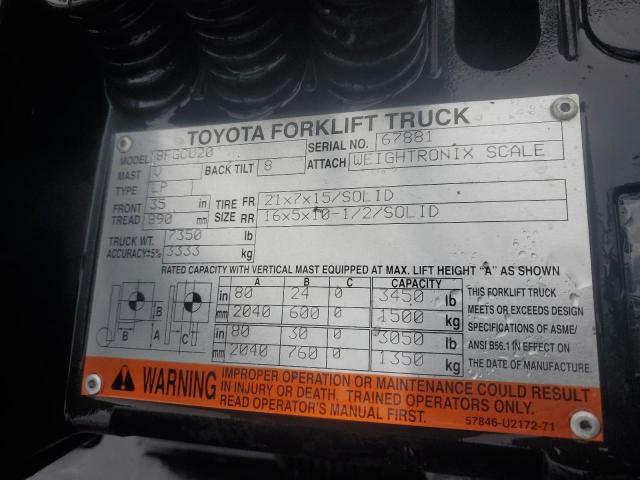 TOYOTA FORKLIFT TRUCK
MODEL 8FGCU20 SERIAL NO. 67881
MAST V BACK TILT 8 ATTACH WEIGHTRONIX SCALE
TYPE LP
FRONT 35 in TIRE FR 21x7x15/SOLID
TREAD 890 mm SIZE RR 16x5x10-1/2/SOLID
TRUCK WT. 7350 lb
ACCURACY±5% 3333 kg
RATED CAPACITY WITH VERTICAL MAST EQUIPPED AT MAX. LIFT HEIGHT "A" AS SHOWN
A B C CAPACITY
in 80 24 0 3450 lb
mm 2040 600 0 1500 kg
in 80 30 0 3050 lb
mm 2040 760 0 1350 kg
B A B C
THIS FORKLIFT TRUCK
MEETS OR EXCEEDS DESIGN
SPECIFICATIONS OF ASME/
ANSI B56.1 IN EFFECT ON
THE DATE OF MANUFACTURE.
WARNING
IMPROPER OPERATION OR MAINTENANCE COULD RESULT
IN INJURY OR DEATH. TRAINED OPERATORS ONLY.
READ OPERATOR'S MANUAL FIRST.
57846-U2172-71